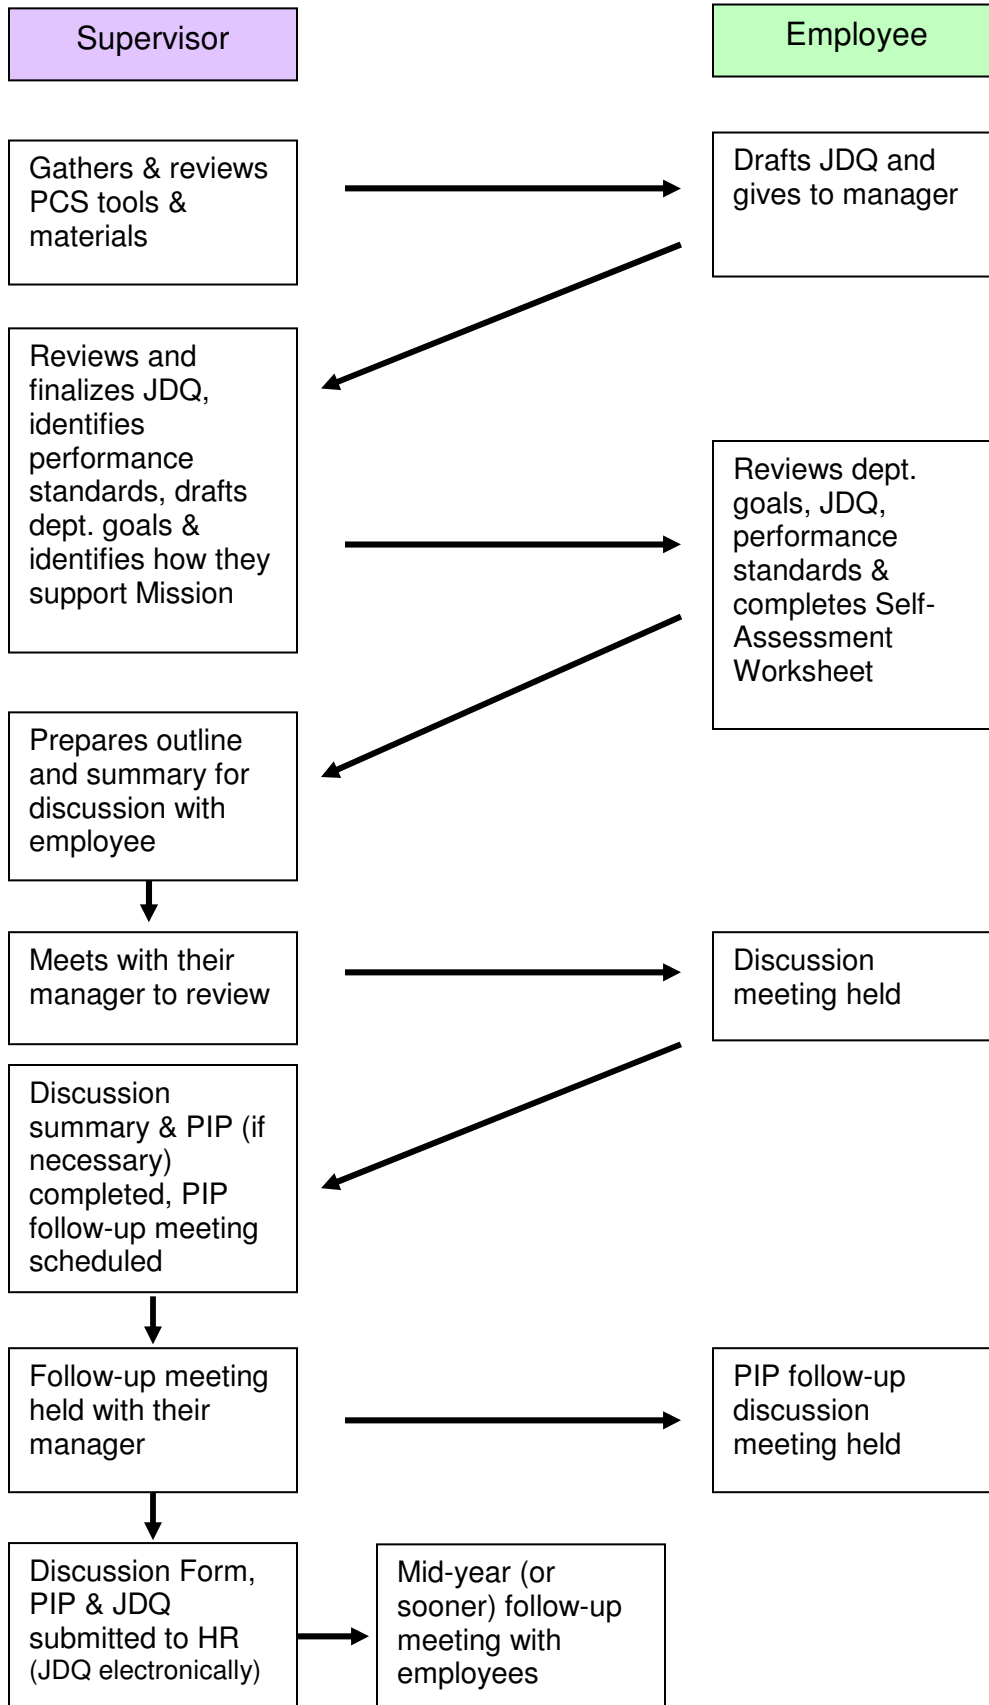 Supervisor
Employee
Gathers & reviews
PCS tools &
materials
Drafts JDQ and
gives to manager
Reviews and
finalizes JDQ,
identifies
performance
standards, drafts
dept. goals &
identifies how they
support Mission
Reviews dept.
goals, JDQ,
performance
standards &
completes Self-
Assessment
Worksheet
Prepares outline
and summary for
discussion with
employee
Meets with their
manager to review
Discussion
meeting held
Discussion
summary & PIP (if
necessary)
completed, PIP
follow-up meeting
scheduled
Follow-up meeting
held with their
manager
PIP follow-up
discussion
meeting held
Discussion Form,
PIP & JDQ
submitted to HR
(JDQ electronically)
Mid-year (or
sooner) follow-up
meeting with
employees